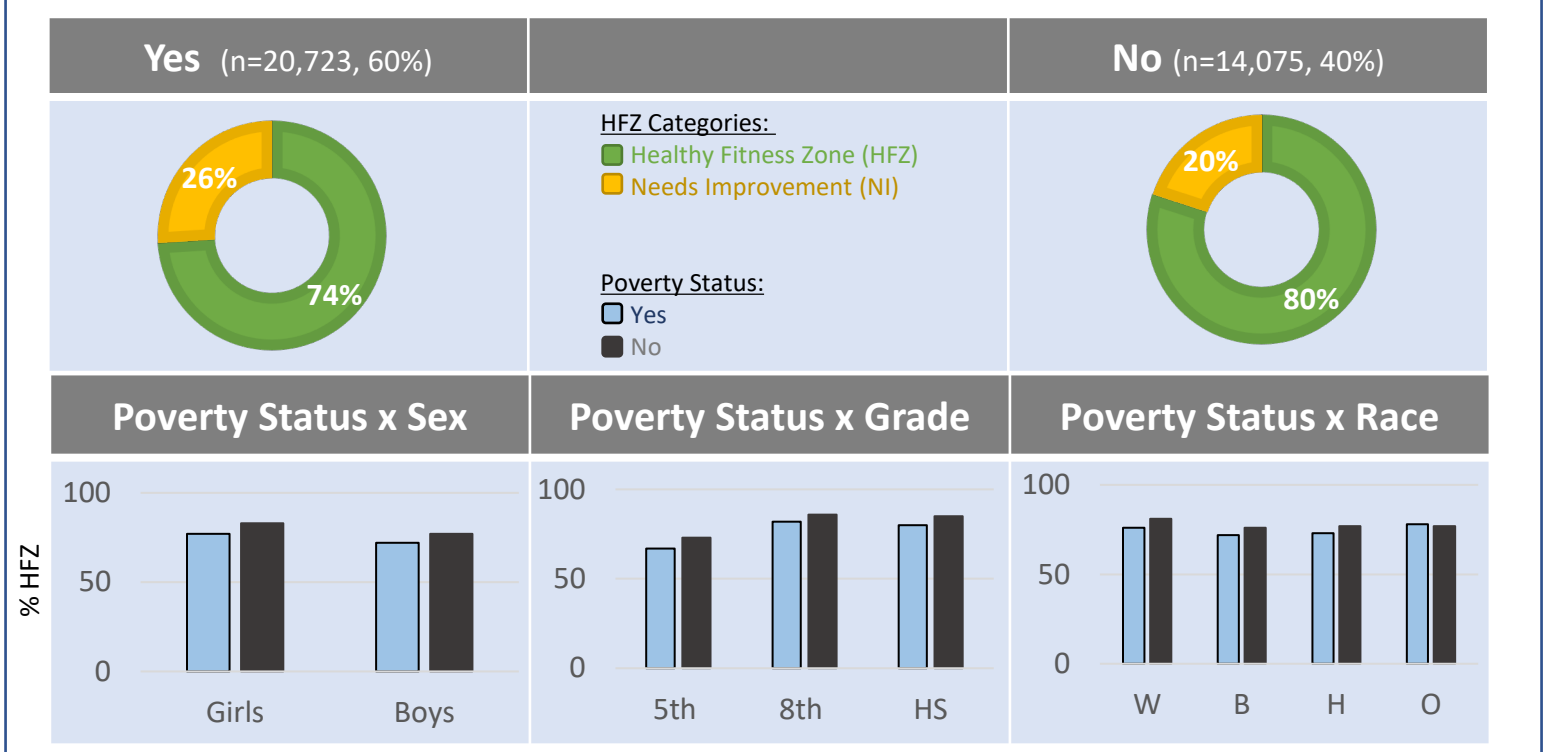 Yes (n=20,723, 60%)
No (n=14,075, 40%)
26%
74%
HFZ Categories:
Healthy Fitness Zone (HFZ)
Needs Improvement (NI)
Poverty Status:
Yes
No
20%
80%
Poverty Status x Sex
Poverty Status x Grade
Poverty Status x Race
% HFZ
100
50
0
Girls Boys
100
50
0
5th 8th HS
100
50
0
W B H O